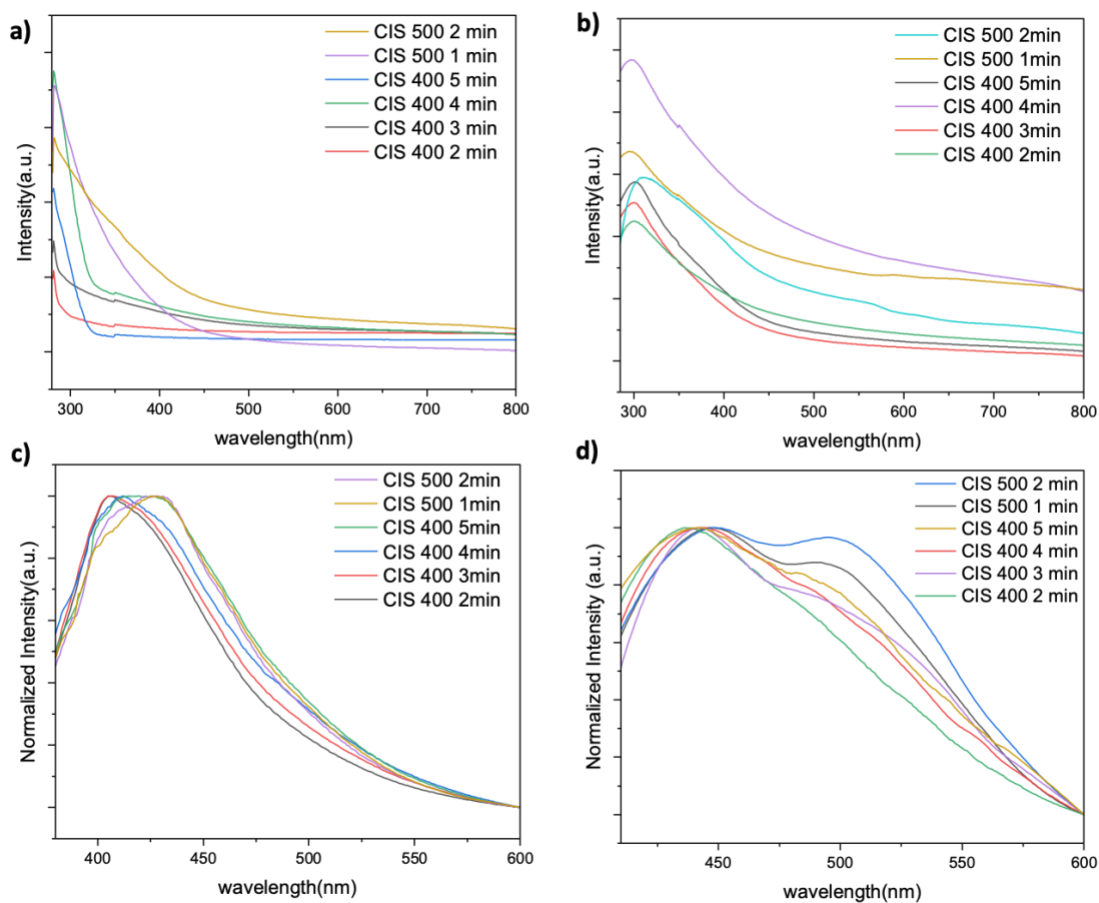 a)
CIS 500 2 min
CIS 500 1 min
CIS 400 5 min
CIS 400 4 min
CIS 400 3 min
CIS 400 2 min
Intensity(a.u.)
300 400 500 600 700 800
wavelength(nm)
b)
CIS 500 2min
CIS 500 1min
CIS 400 5min
CIS 400 4min
CIS 400 3min
CIS 400 2min
Intensity(a.u.)
300 400 500 600 700 800
wavelength(nm)
c)
CIS 500 2min
CIS 500 1min
CIS 400 5min
CIS 400 4min
CIS 400 3min
CIS 400 2min
Normalized Intensity(a.u.)
400 450 500 550 600
wavelength(nm)
d)
CIS 500 2 min
CIS 500 1 min
CIS 400 5 min
CIS 400 4 min
CIS 400 3 min
CIS 400 2 min
Normalized Intensity (a.u.)
450 500 550 600
wavelength(nm)